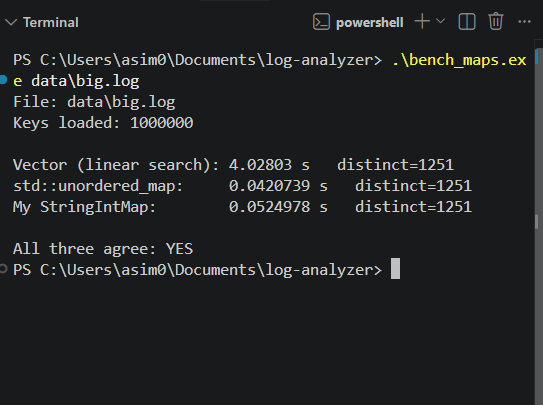 Terminal
powershell
PS C:\Users\asim0\Documents\log-analyzer> .\bench_maps.ex
e data\big.log
File: data\big.log
Keys loaded: 1000000
Vector (linear search): 4.02803 s   distinct=1251
std::unordered_map:     0.0420739 s   distinct=1251
My StringIntMap:        0.0524978 s   distinct=1251
All three agree: YES
PS C:\Users\asim0\Documents\log-analyzer>